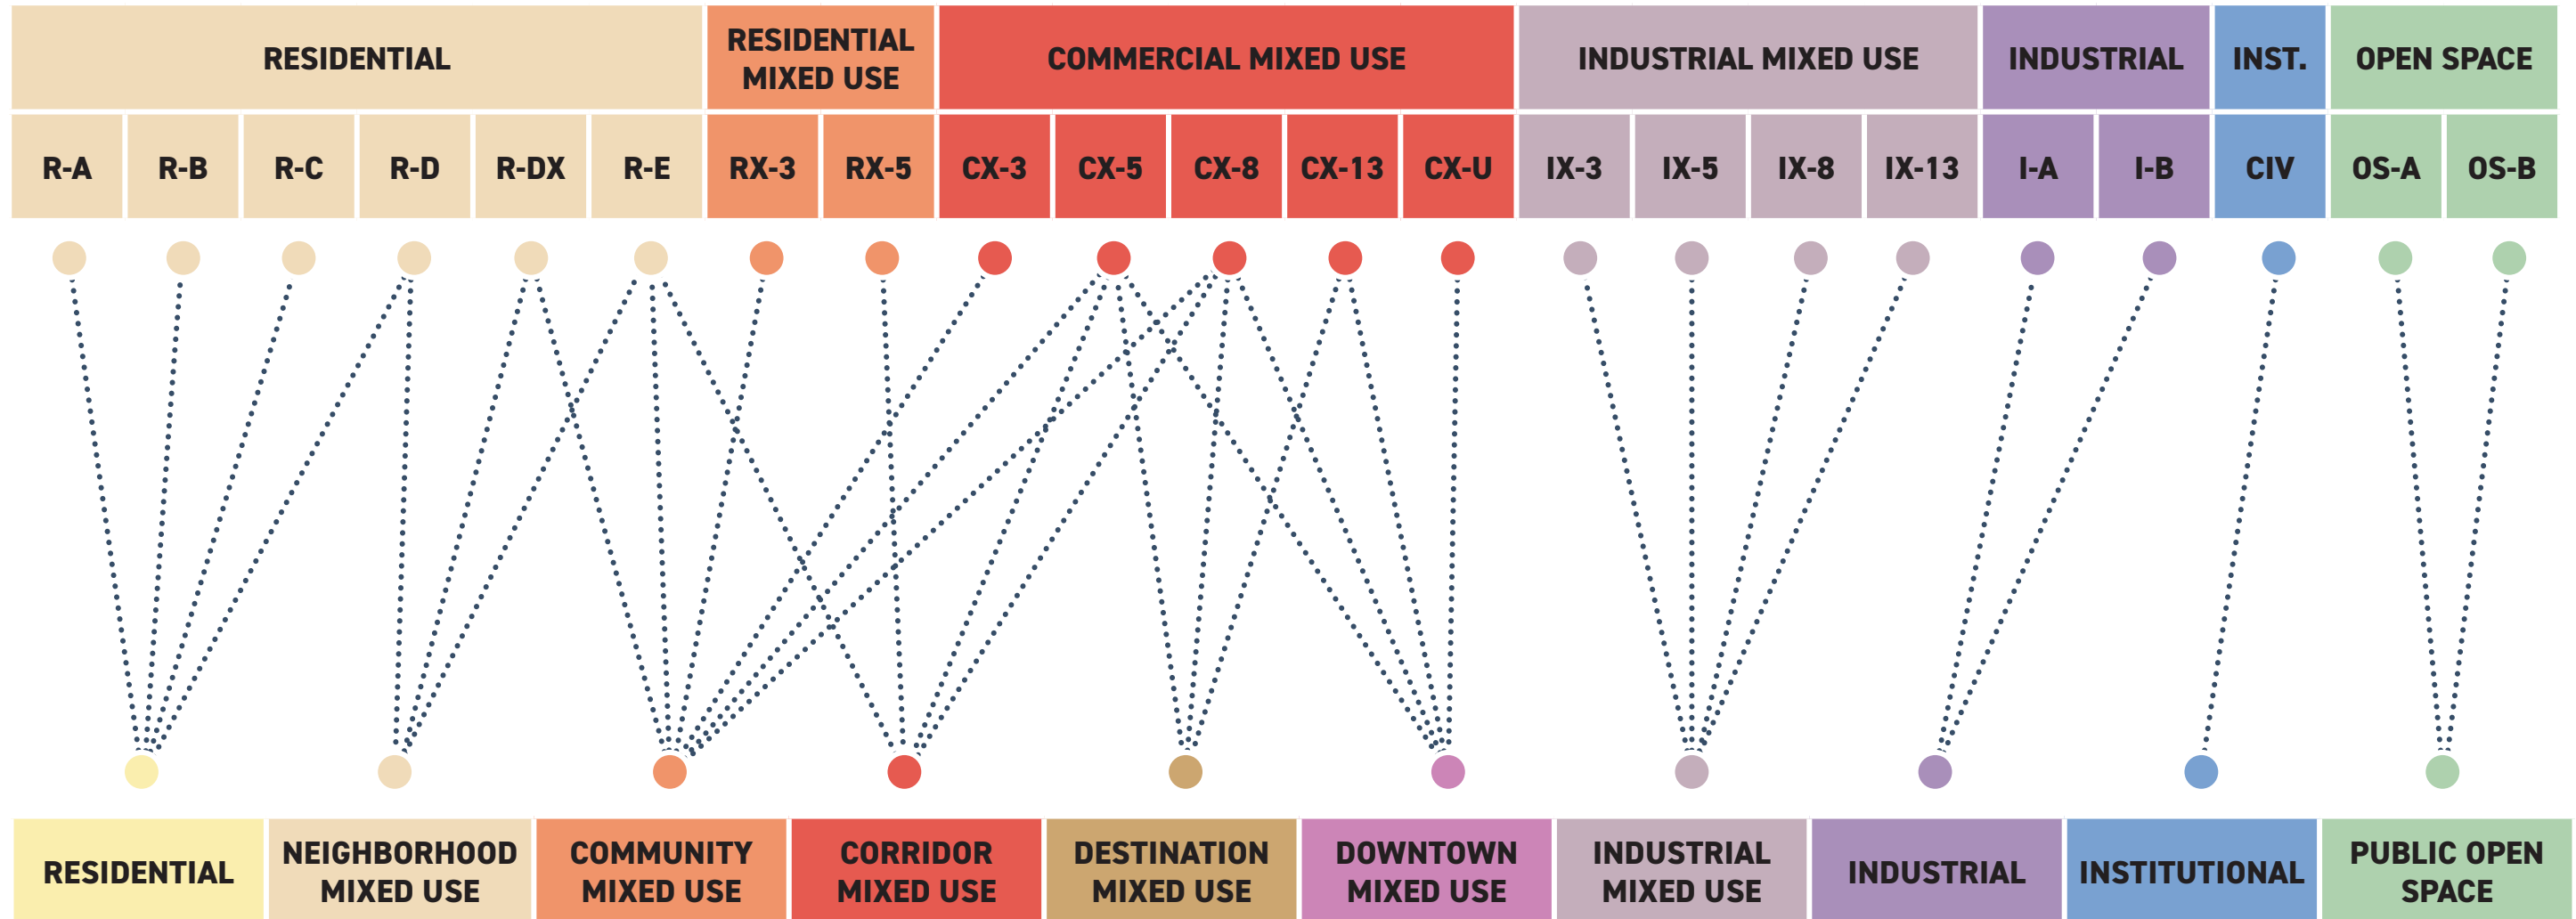 RESIDENTIAL
RESIDENTIAL
MIXED USE
COMMERCIAL MIXED USE
INDUSTRIAL MIXED USE
INDUSTRIAL
INST.
OPEN SPACE
R-A
R-B
R-C
R-D
R-DX
R-E
RX-3
RX-5
CX-3
CX-5
CX-8
CX-13
CX-U
IX-3
IX-5
IX-8
IX-13
I-A
I-B
CIV
OS-A
OS-B
RESIDENTIAL
NEIGHBORHOOD
MIXED USE
COMMUNITY
MIXED USE
CORRIDOR
MIXED USE
DESTINATION
MIXED USE
DOWNTOWN
MIXED USE
INDUSTRIAL
MIXED USE
INDUSTRIAL
INSTITUTIONAL
PUBLIC OPEN
SPACE